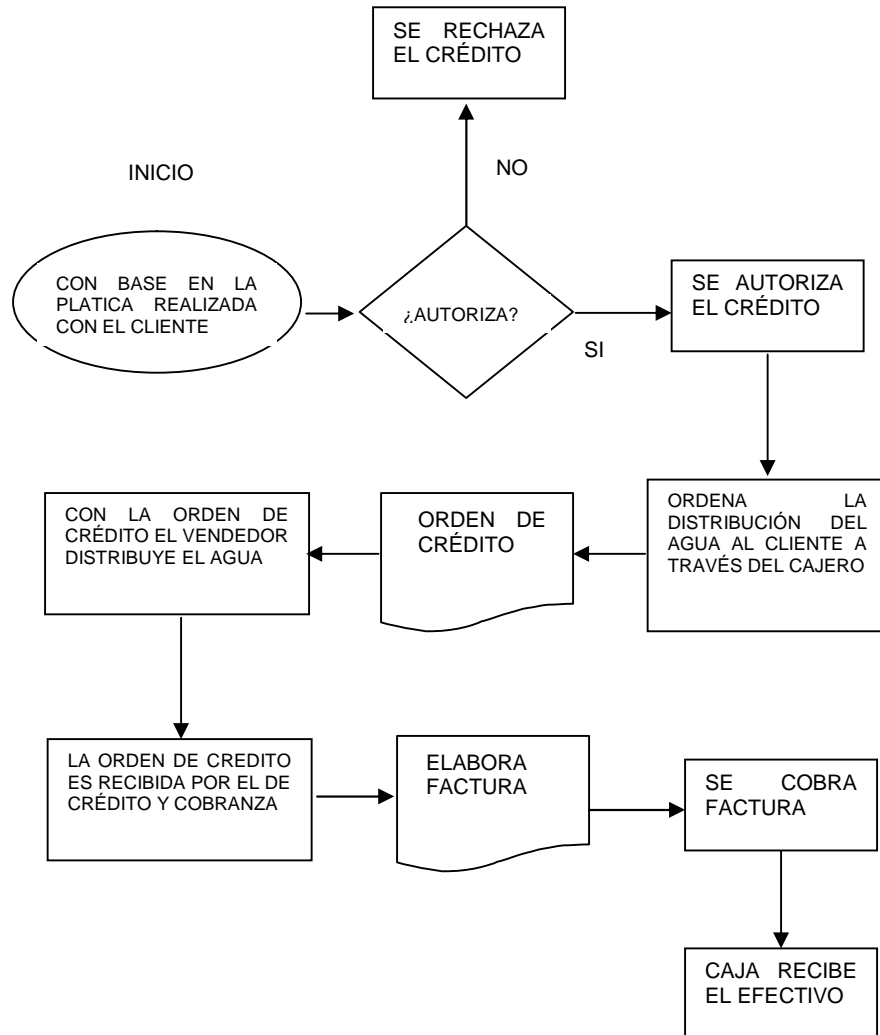 SE RECHAZA
EL CRÉDITO
NO
INICIO
CON BASE EN LA
PLATICA REALIZADA
CON EL CLIENTE
¿AUTORIZA?
SI
SE AUTORIZA
EL CRÉDITO
ORDENA LA
DISTRIBUCIÓN DEL
AGUA AL CLIENTE A
TRAVÉS DEL CAJERO
ORDEN DE
CRÉDITO
CON LA ORDEN DE
CRÉDITO EL VENDEDOR
DISTRIBUYE EL AGUA
LA ORDEN DE CREDITO
ES RECIBIDA POR EL DE
CRÉDITO Y COBRANZA
ELABORA
FACTURA
SE COBRA
FACTURA
CAJA RECIBE
EL EFECTIVO